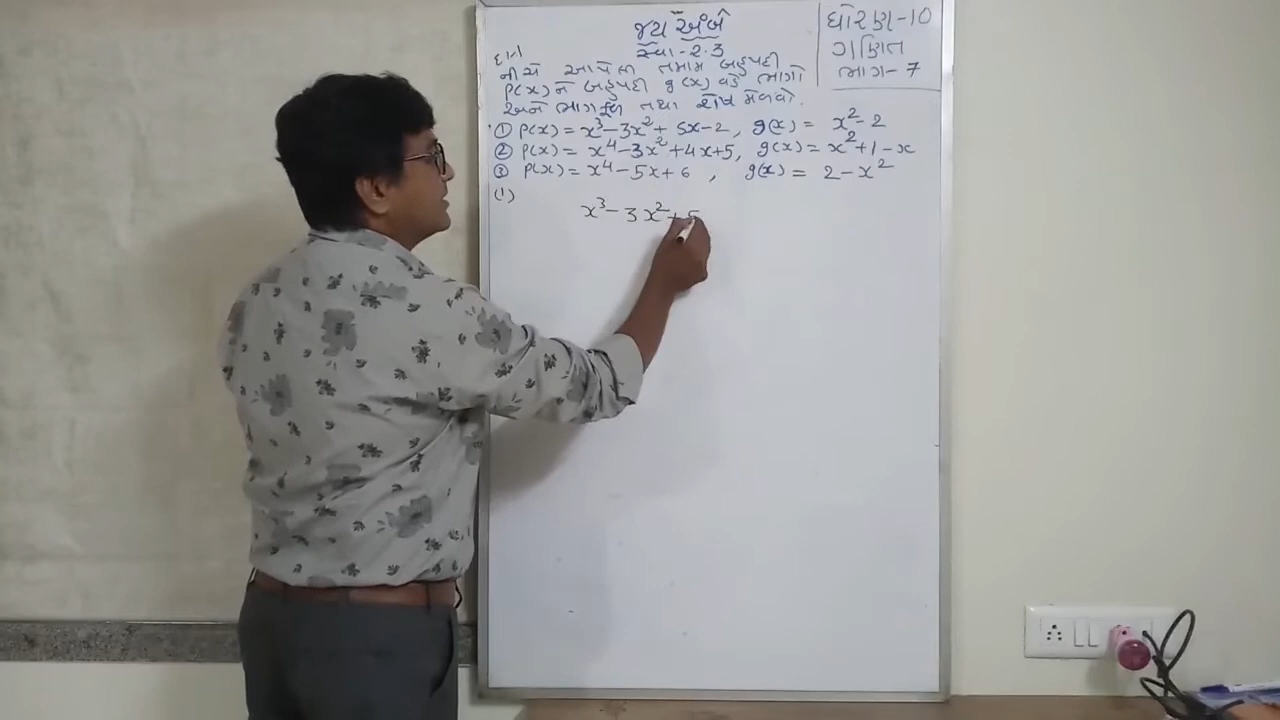 જય અંબે
સ્વા-2.3
ધોરણ-10
ગણિત
ભાગ-7
દા.1
નીચે આપેલી તમામ બહુપદી
P(x)ને બહુપદી g(x) વડે ભાગો
અને ભાગફળ તથા શેષ મેળવો.
① P(x) = x³-3x²+5x-2, g(x) = x²-2
② P(x) = x⁴-3x²+4x+5, g(x) = x²+1-x
③ P(x) = x⁴-5x+6, g(x) = 2-x²
(1)
x³-3x²+5